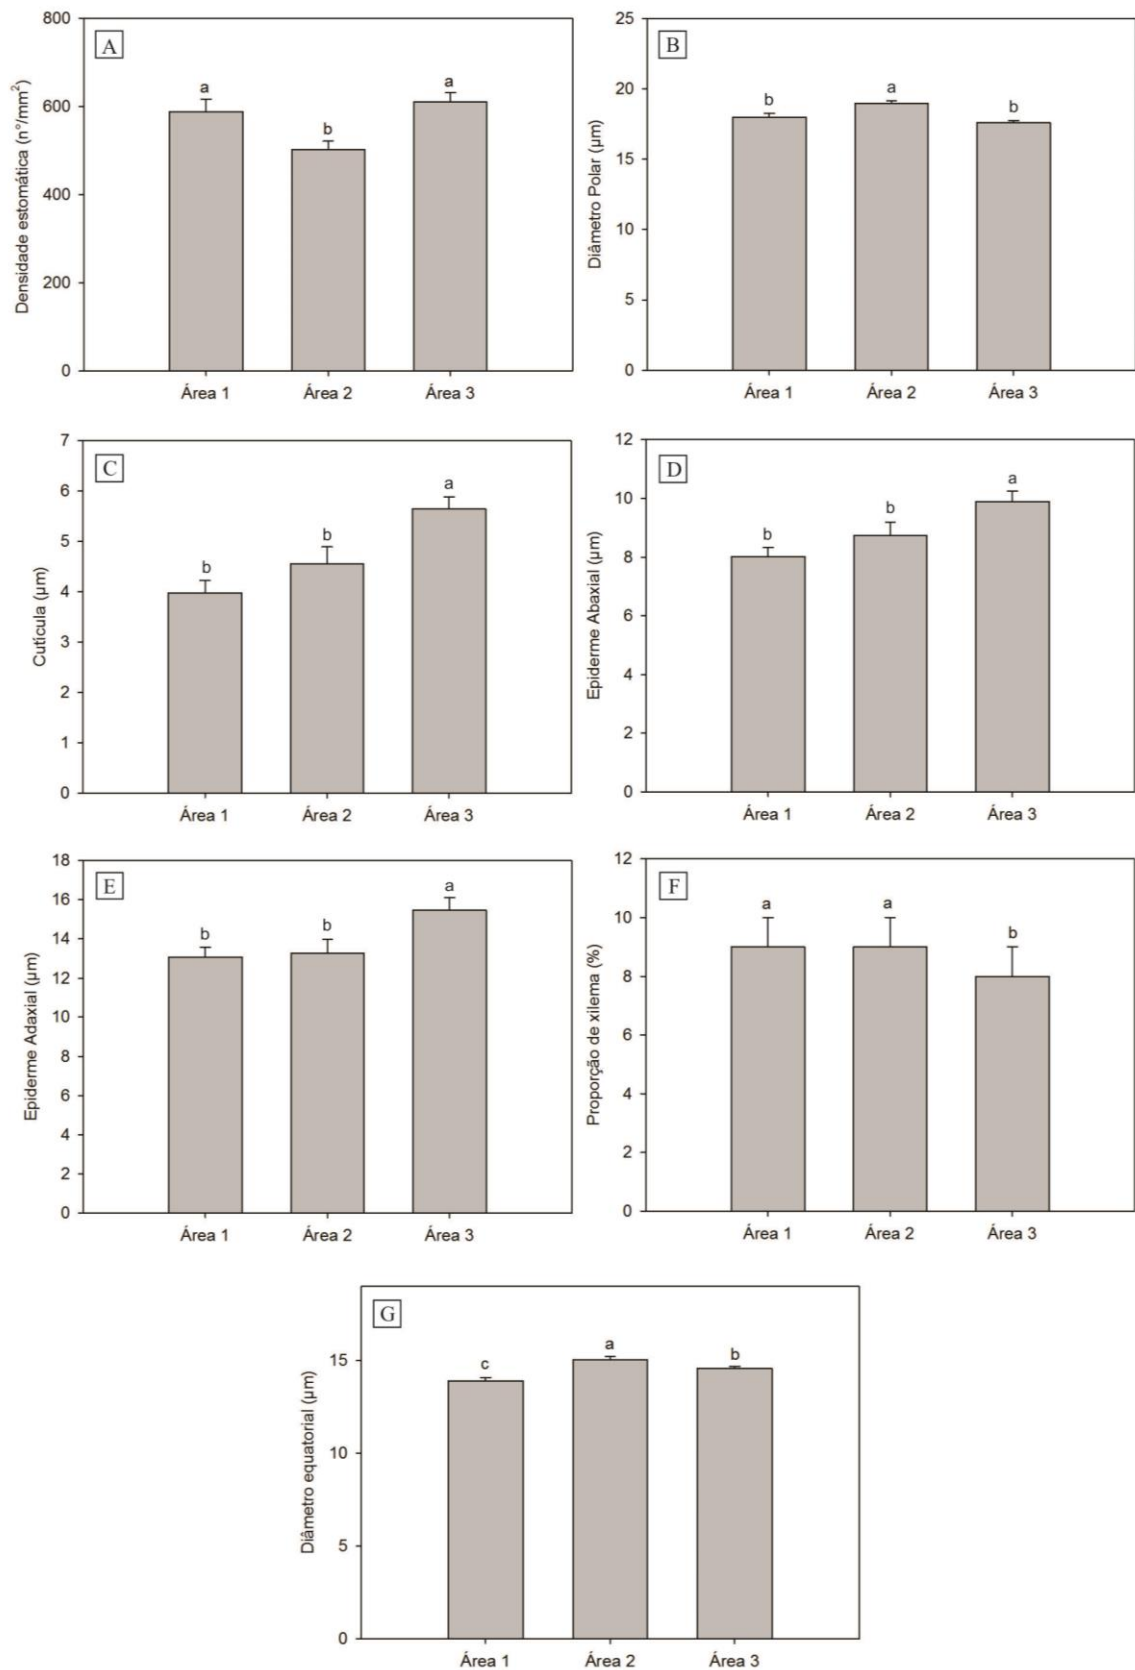 A
Densidade estomática (n°/mm²)
800
600
400
200
0
a
b
a
Área 1
Área 2
Área 3
B
Diâmetro Polar (µm)
25
20
15
10
5
0
b
a
b
Área 1
Área 2
Área 3
C
Cutícula (µm)
7
6
5
4
3
2
1
0
b
b
a
Área 1
Área 2
Área 3
D
Epiderme Abaxial (µm)
12
10
8
6
4
2
0
b
b
a
Área 1
Área 2
Área 3
E
Epiderme Adaxial (µm)
18
16
14
12
10
8
6
4
2
0
b
b
a
Área 1
Área 2
Área 3
F
Proporção de xilema (%)
12
10
8
6
4
2
0
a
a
b
Área 1
Área 2
Área 3
G
Diâmetro equatorial (µm)
15
10
5
0
c
a
b
Área 1
Área 2
Área 3